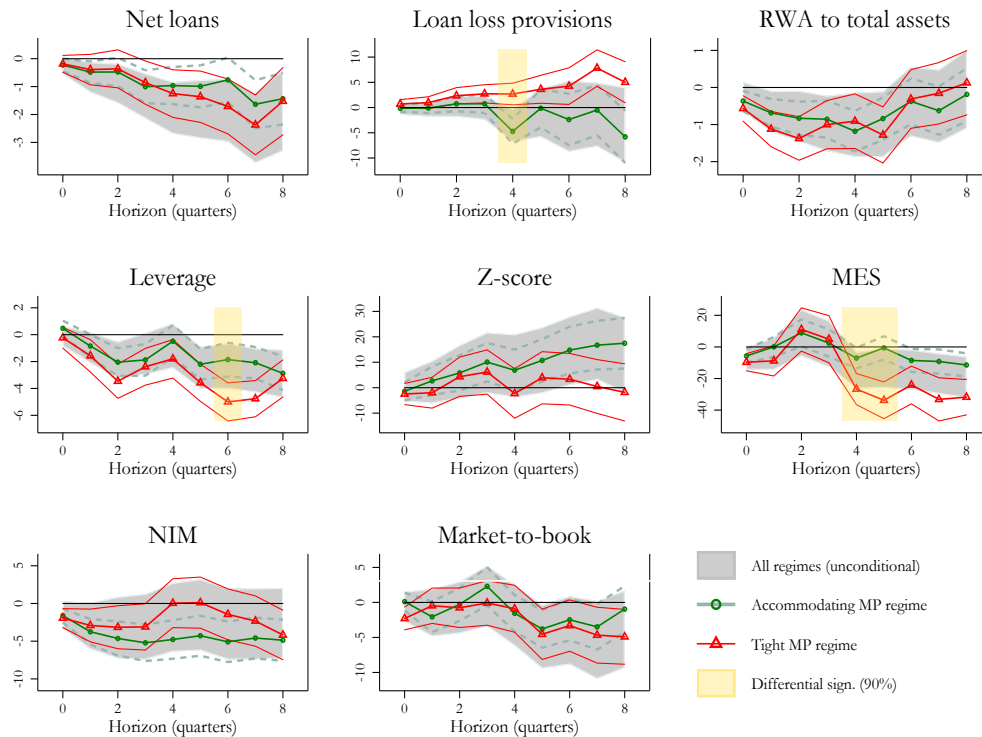 Net loans
0
-1
-2
-3
0 2 4 6 8
Horizon (quarters)
Loan loss provisions
10
5
0
-5
-10
0 2 4 6 8
Horizon (quarters)
RWA to total assets
1
0
-1
-2
0 2 4 6 8
Horizon (quarters)
Leverage
2
0
-2
-4
-6
0 2 4 6 8
Horizon (quarters)
Z-score
30
20
10
0
-10
0 2 4 6 8
Horizon (quarters)
MES
20
0
-20
-40
0 2 4 6 8
Horizon (quarters)
NIM
5
0
-5
-10
0 2 4 6 8
Horizon (quarters)
Market-to-book
5
0
-5
-10
0 2 4 6 8
Horizon (quarters)
All regimes (unconditional)
Accommodating MP regime
Tight MP regime
Differential sign. (90%)